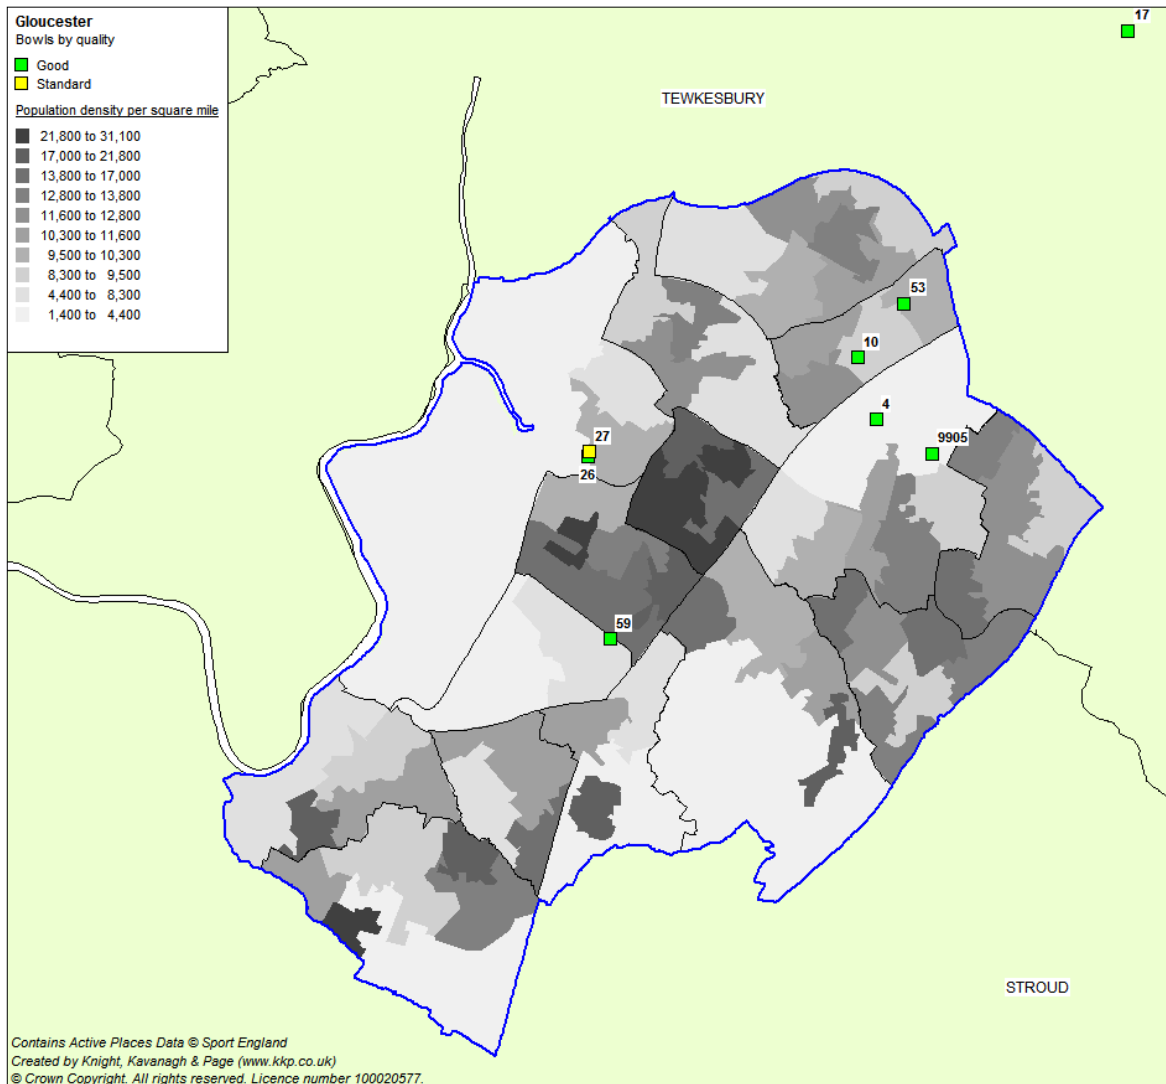 Gloucester
Bowls by quality
Good
Standard
Population density per square mile
21,800 to 31,100
17,000 to 21,800
13,800 to 17,000
12,800 to 13,800
11,600 to 12,800
10,300 to 11,600
9,500 to 10,300
8,300 to 9,500
4,400 to 8,300
1,400 to 4,400
17
TEWKESBURY
53
10
4
9905
27
26
59
STROUD
Contains Active Places Data © Sport England
Created by Knight, Kavanagh & Page (www.kkp.co.uk)
© Crown Copyright. All rights reserved. Licence number 100020577.